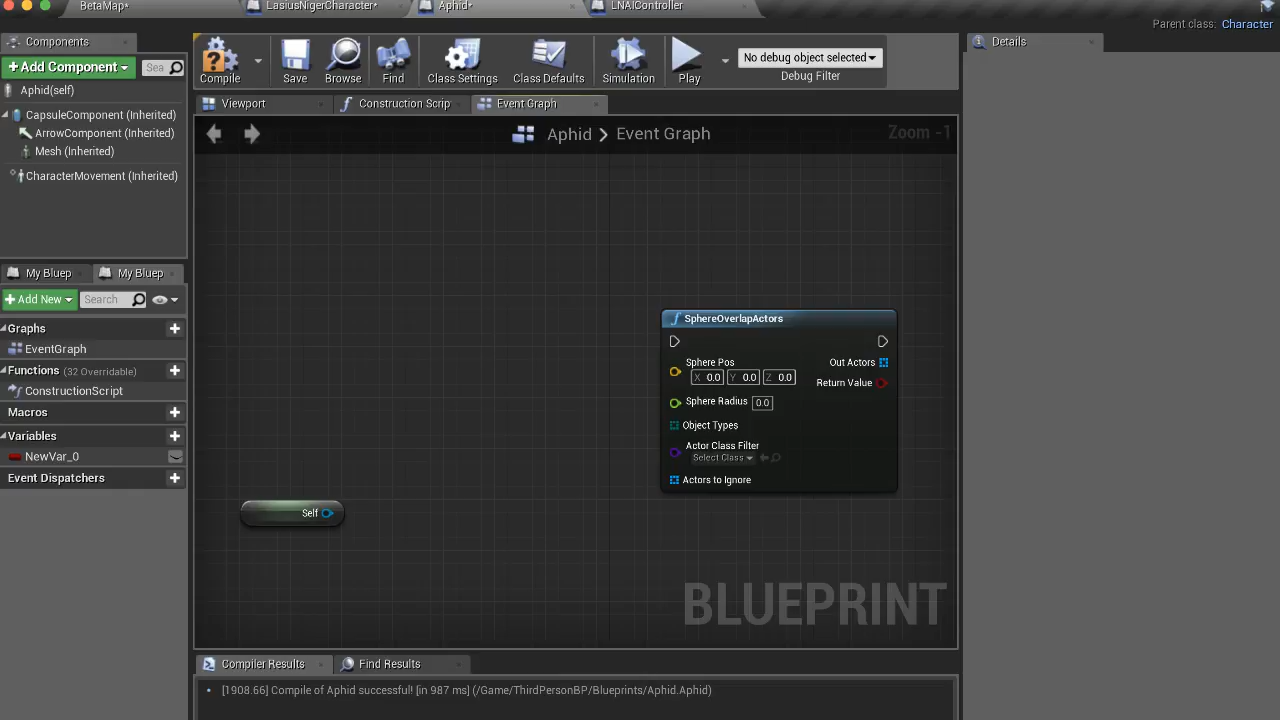 BetaMap*
LasiusNigerCharacter*
Aphid*
LNAIController
Parent class: Character
Components
+ Add Component
Sea
Aphid(self)
CapsuleComponent (Inherited)
ArrowComponent (Inherited)
Mesh (Inherited)
CharacterMovement (Inherited)
Compile
Save
Browse
Find
Class Settings
Class Defaults
Simulation
Play
No debug object selected
Debug Filter
Details
Viewport
Construction Scrip
Event Graph
Aphid > Event Graph
Zoom -1
My Bluep
My Bluep
+ Add New
Search
Graphs
EventGraph
Functions (32 Overridable)
ConstructionScript
Macros
Variables
NewVar_0
Event Dispatchers
SphereOverlapActors
Sphere Pos
X 0.0 Y 0.0 Z 0.0
Sphere Radius 0.0
Object Types
Actor Class Filter
Select Class
Actors to Ignore
Out Actors
Return Value
Self
BLUEPRINT
Compiler Results
Find Results
[1908.66] Compile of Aphid successful! [in 987 ms] (/Game/ThirdPersonBP/Blueprints/Aphid.Aphid)